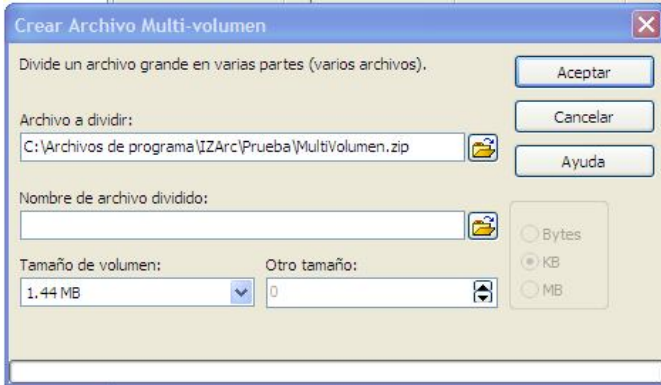 Crear Archivo Multi-volumen
Divide un archivo grande en varias partes (varios archivos).
Aceptar
Archivo a dividir:
Cancelar
C:\Archivos de programa\IZArc\Prueba\MultiVolumen.zip
Ayuda
Nombre de archivo dividido:
Bytes
Tamaño de volumen:
Otro tamaño:
KB
1.44 MB
0
MB